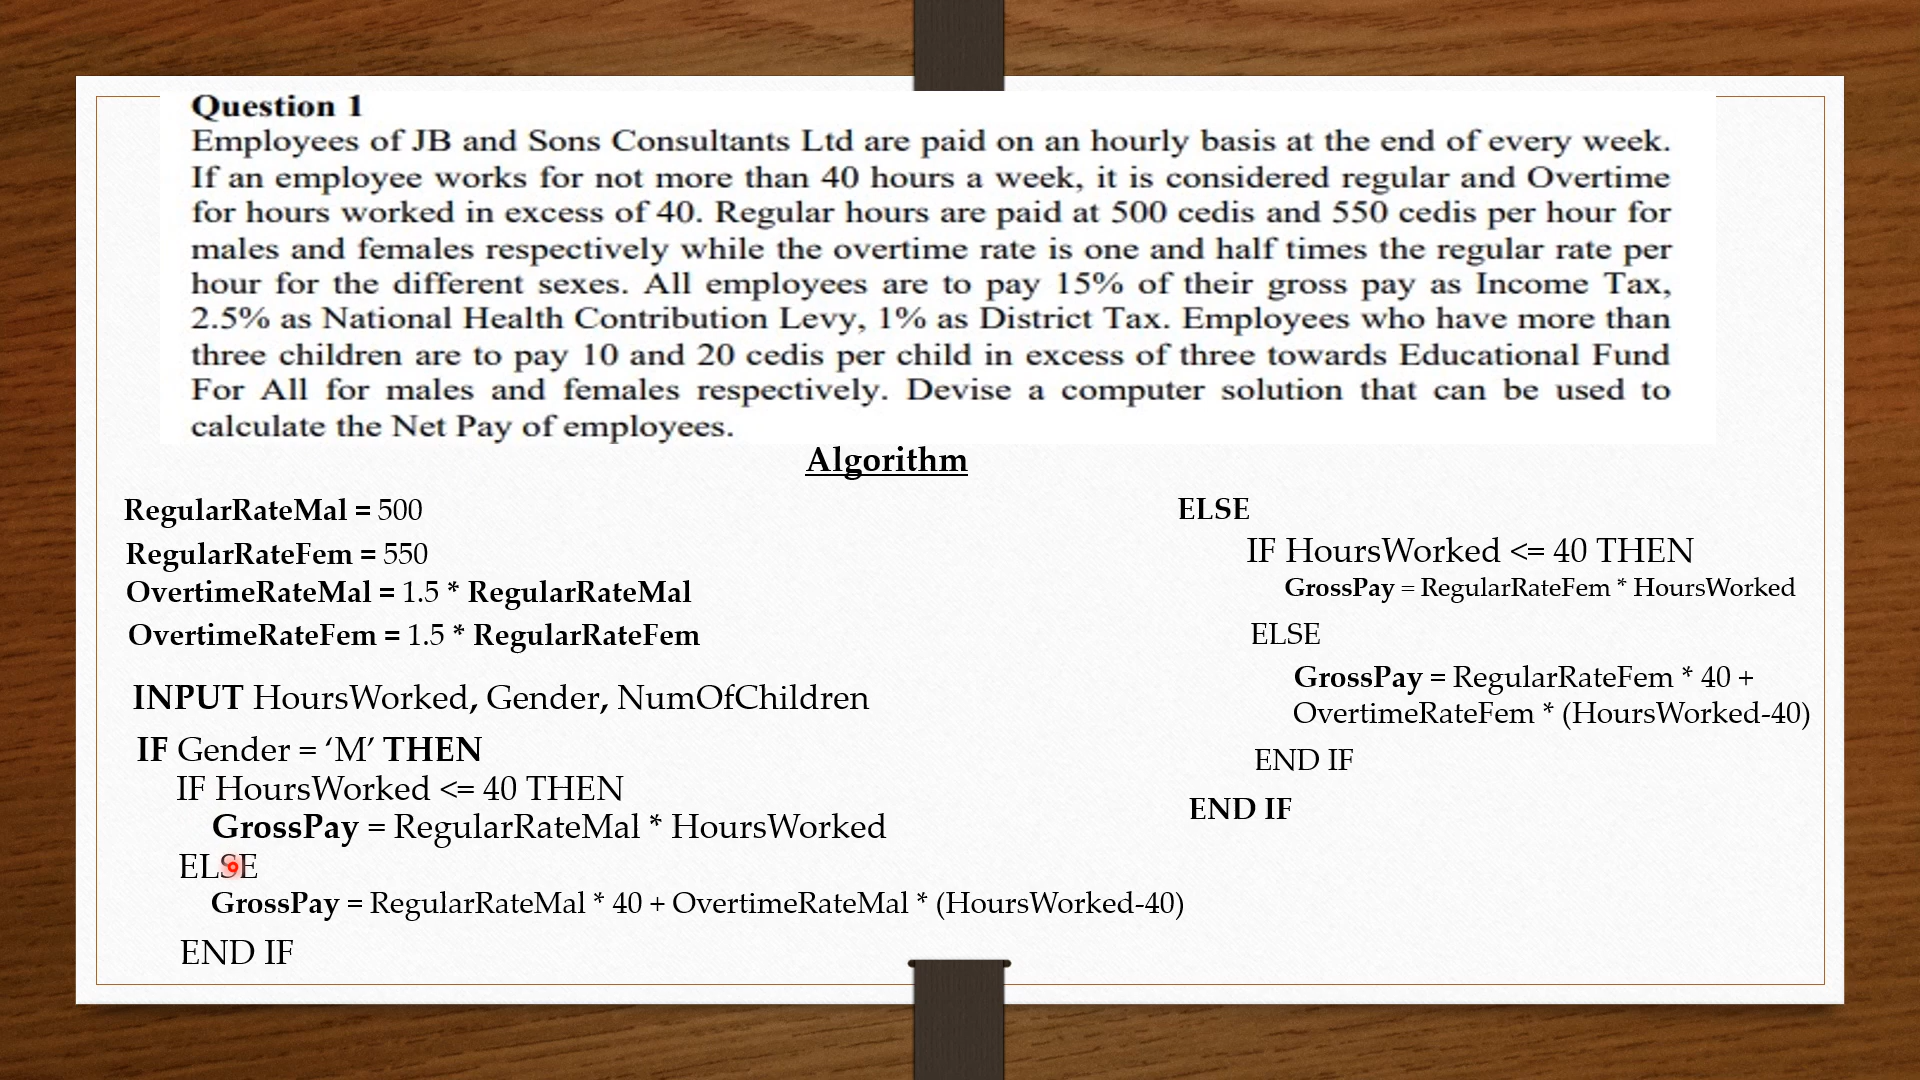 Question 1
Employees of JB and Sons Consultants Ltd are paid on an hourly basis at the end of every week.
If an employee works for not more than 40 hours a week, it is considered regular and Overtime
for hours worked in excess of 40. Regular hours are paid at 500 cedis and 550 cedis per hour for
males and females respectively while the overtime rate is one and half times the regular rate per
hour for the different sexes. All employees are to pay 15% of their gross pay as Income Tax,
2.5% as National Health Contribution Levy, 1% as District Tax. Employees who have more than
three children are to pay 10 and 20 cedis per child in excess of three towards Educational Fund
For All for males and females respectively. Devise a computer solution that can be used to
calculate the Net Pay of employees.
Algorithm
RegularRateMal = 500
RegularRateFem = 550
OvertimeRateMal = 1.5 * RegularRateMal
OvertimeRateFem = 1.5 * RegularRateFem
INPUT HoursWorked, Gender, NumOfChildren
IF Gender = ‘M’ THEN
IF HoursWorked <= 40 THEN
GrossPay = RegularRateMal * HoursWorked
ELSE
GrossPay = RegularRateMal * 40 + OvertimeRateMal * (HoursWorked-40)
END IF
ELSE
IF HoursWorked <= 40 THEN
GrossPay = RegularRateFem * HoursWorked
ELSE
GrossPay = RegularRateFem * 40 +
OvertimeRateFem * (HoursWorked-40)
END IF
END IF